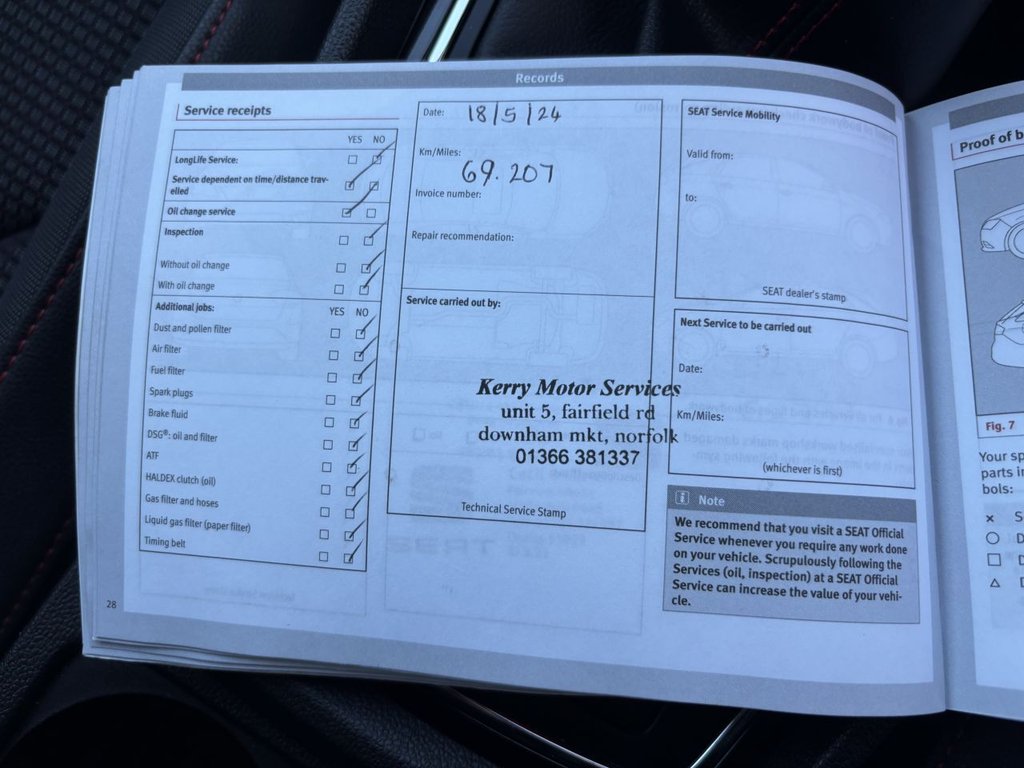 Records
Service receipts
YES NO
LongLife Service:
Service dependent on time/distance trav-
elled
Oil change service
Inspection
Without oil change
With oil change
Additional jobs: YES NO
Dust and pollen filter
Air filter
Fuel filter
Spark plugs
Brake fluid
DSG®: oil and filter
ATF
HALDEX clutch (oil)
Gas filter and hoses
Liquid gas filter (paper filter)
Timing belt
28
Date: 18/5/24
Km/Miles:
69.207
Invoice number:
Repair recommendation:
Service carried out by:
Kerry Motor Services
unit 5, fairfield rd
downham mkt, norfolk
01366 381337
Technical Service Stamp
SEAT Service Mobility
Valid from:
to:
SEAT dealer's stamp
Next Service to be carried out
Date:
Km/Miles:
(whichever is first)
Note
We recommend that you visit a SEAT Official
Service whenever you require any work done
on your vehicle. Scrupulously following the
Services (oil, inspection) at a SEAT Official
Service can increase the value of your vehi-
cle.
Proof of b
Fig. 7
Your sp
parts in
bols: